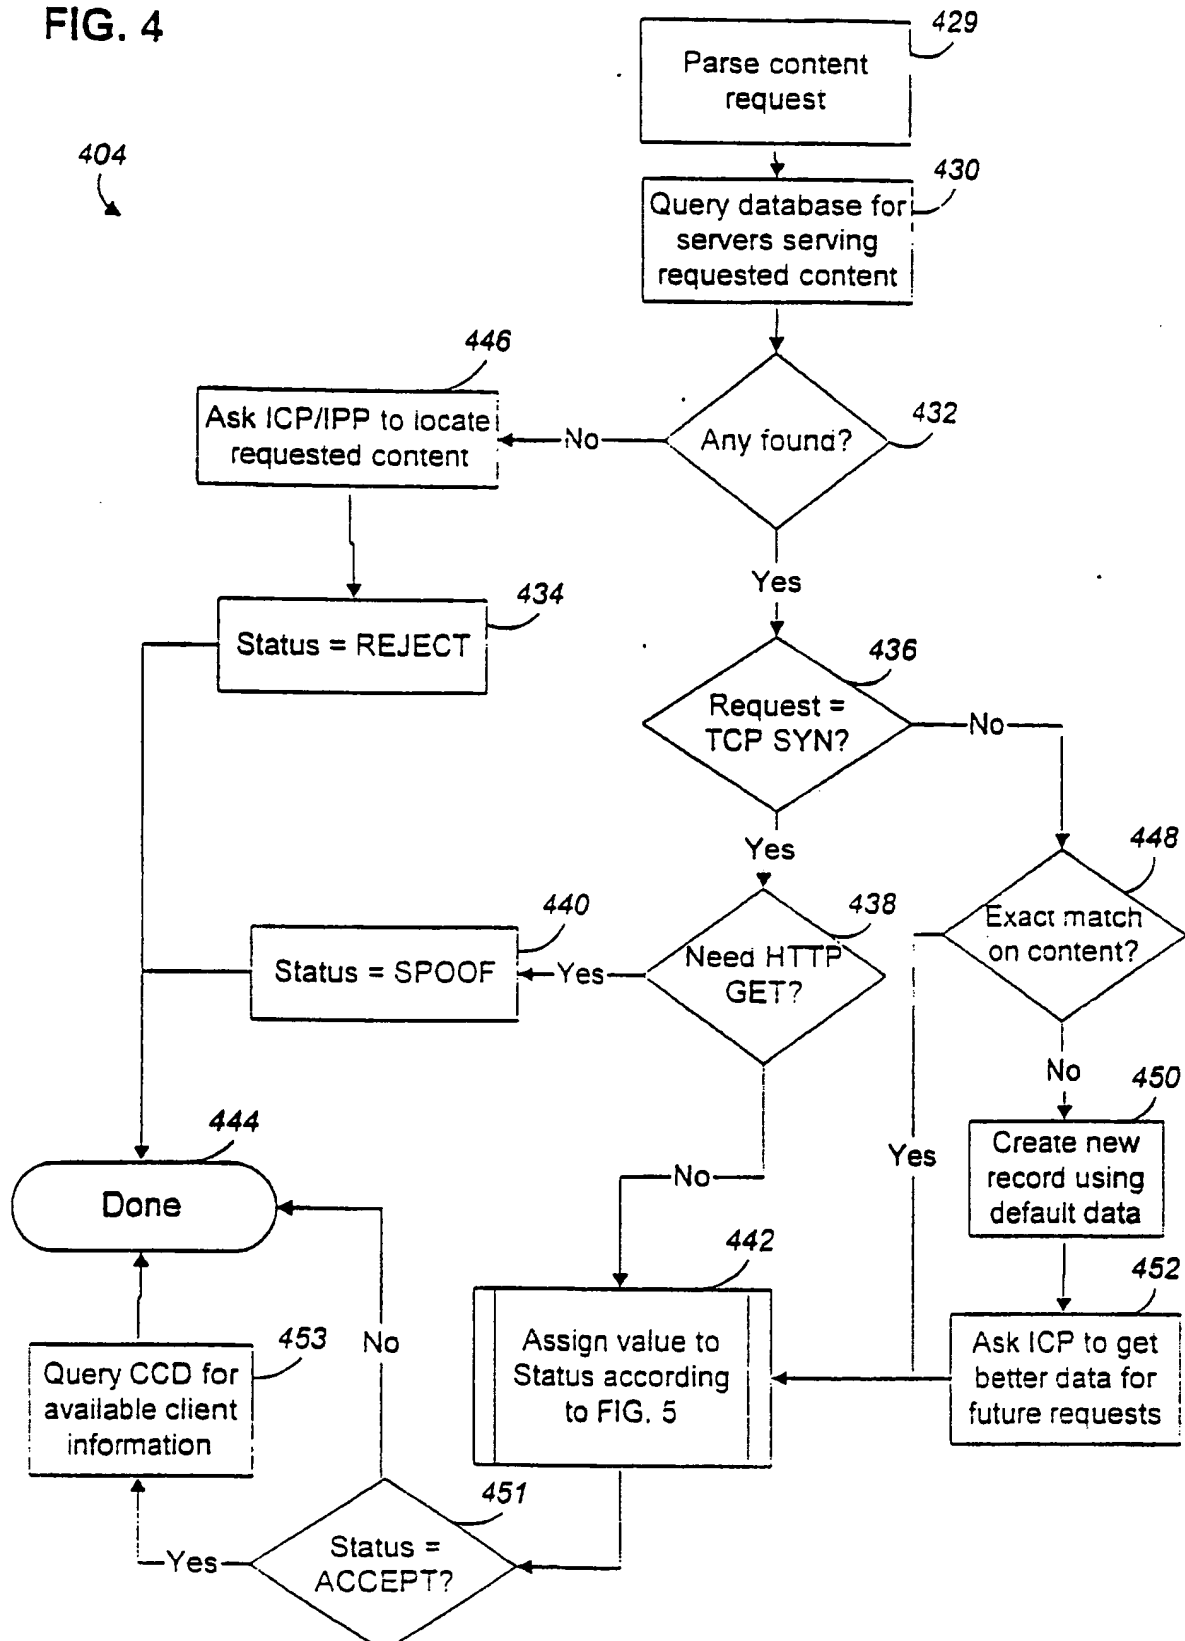 FIG. 4
429
Parse content
request
404
430
Query database for
servers serving
requested content
446
Ask ICP/IPP to locate
requested content
No
Any found?
432
Yes
434
Status = REJECT
436
Request =
TCP SYN?
No
Yes
448
Exact match
on content?
440
Status = SPOOF
Yes
438
Need HTTP
GET?
No
450
Create new
record using
default data
Yes
444
Done
No
442
Assign value to
Status according
to FIG. 5
452
Ask ICP to get
better data for
future requests
No
453
Query CCD for
available client
information
451
Status =
ACCEPT?
Yes